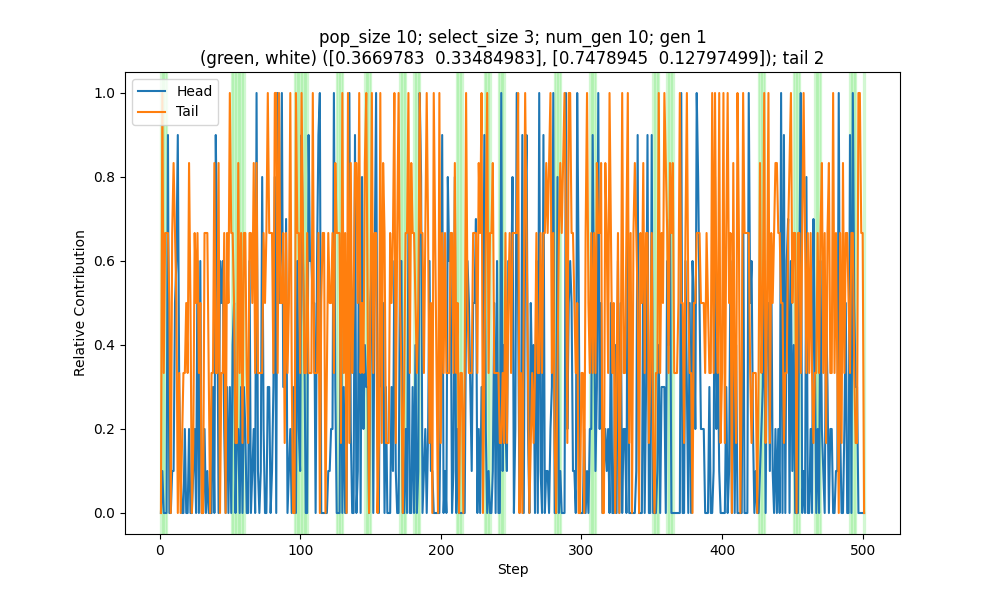 pop_size 10; select_size 3; num_gen 10; gen 1
(green, white) ([0.3669783  0.33484983], [0.7478945  0.12797499]); tail 2
Head
Tail
1.0
0.8
0.6
0.4
0.2
0.0
Relative Contribution
0
100
200
300
400
500
Step